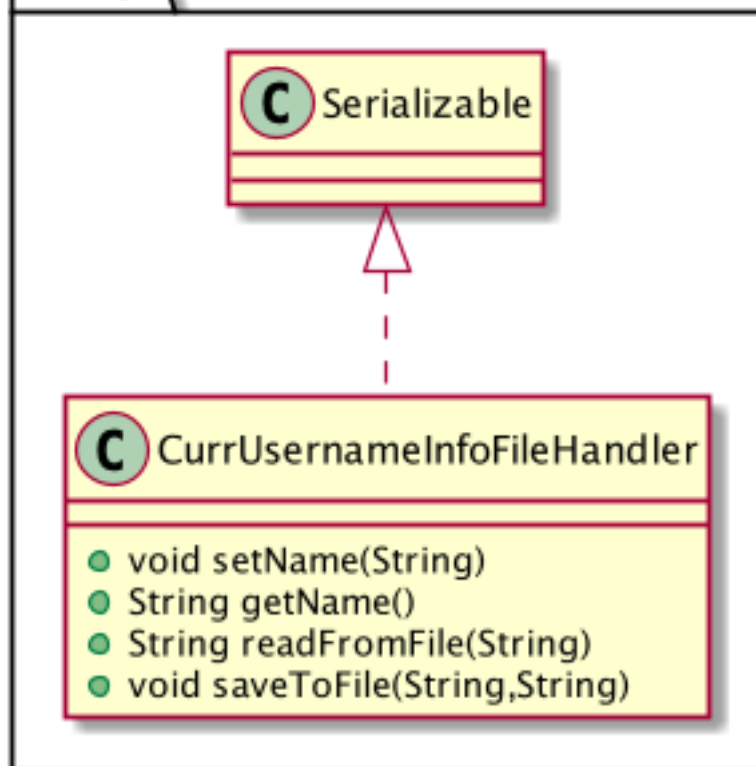 C Serializable
C CurrUsernameInfoFileHandler
void setName(String)
String getName()
String readFromFile(String)
void saveToFile(String,String)